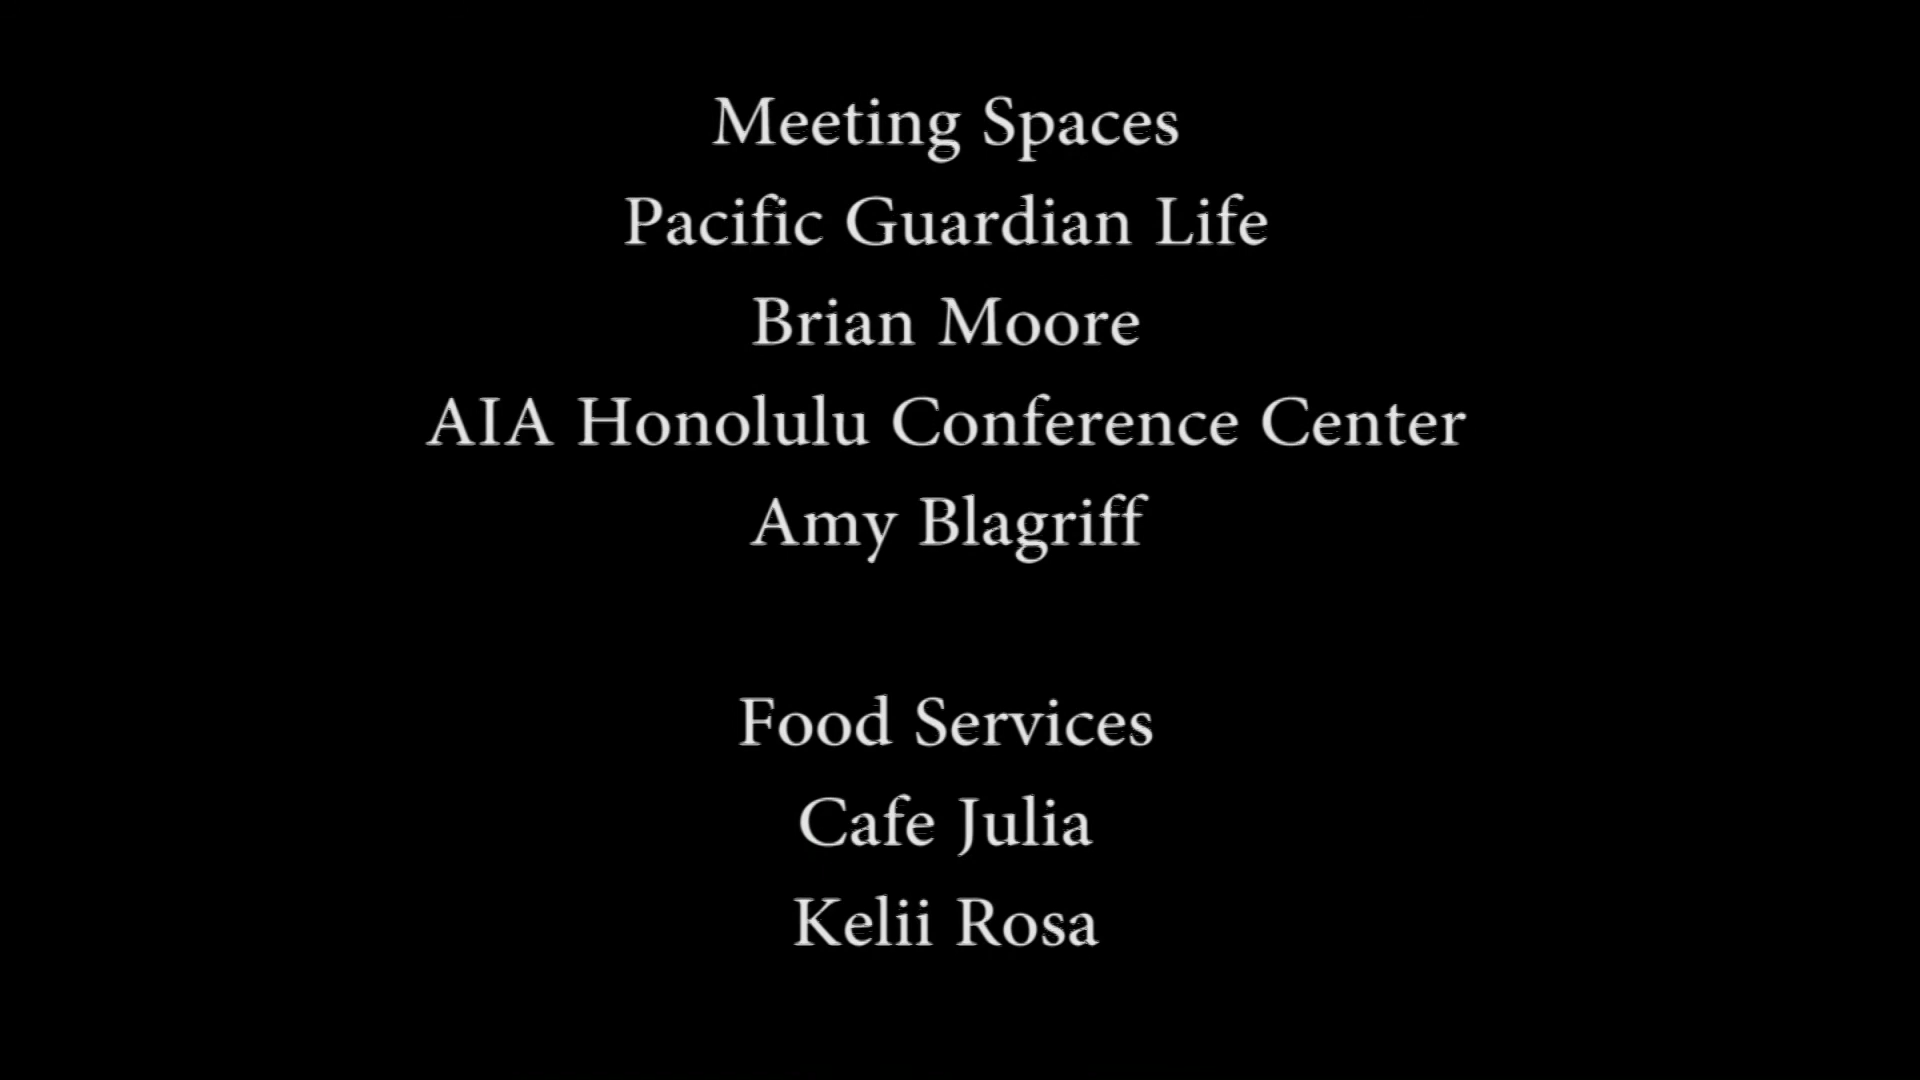 Meeting Spaces
Pacific Guardian Life
Brian Moore
AIA Honolulu Conference Center
Amy Blagriff
Food Services
Cafe Julia
Kelii Rosa